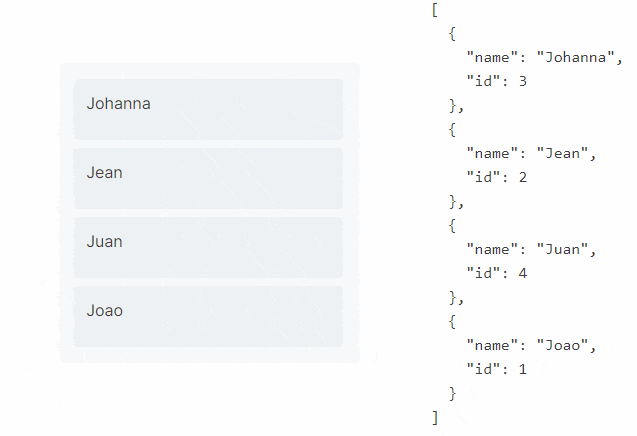 Johanna
Jean
Juan
Joao
[
{
"name": "Johanna",
"id": 3
},
{
"name": "Jean",
"id": 2
},
{
"name": "Juan",
"id": 4
},
{
"name": "Joao",
"id": 1
}
]